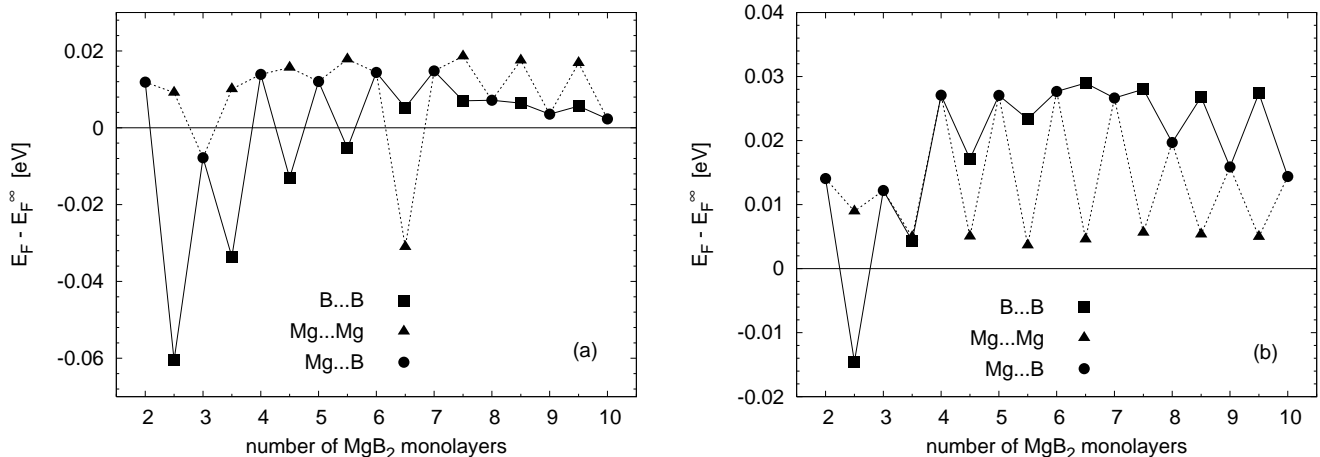 0.02
0
-0.02
-0.04
-0.06
E_F - E_F^∞ [eV]
B...B
Mg...Mg
Mg...B
(a)
2 3 4 5 6 7 8 9 10
number of MgB₂ monolayers
0.04
0.03
0.02
0.01
0
-0.01
-0.02
E_F - E_F^∞ [eV]
B...B
Mg...Mg
Mg...B
(b)
2 3 4 5 6 7 8 9 10
number of MgB₂ monolayers